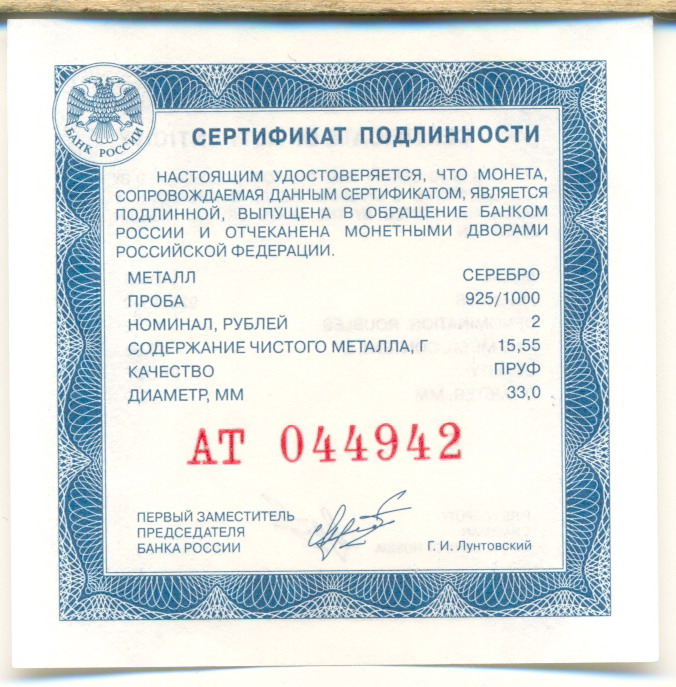 БАНК РОССИИ
СЕРТИФИКАТ ПОДЛИННОСТИ
НАСТОЯЩИМ УДОСТОВЕРЯЕТСЯ, ЧТО МОНЕТА,
СОПРОВОЖДАЕМАЯ ДАННЫМ СЕРТИФИКАТОМ, ЯВЛЯЕТСЯ
ПОДЛИННОЙ, ВЫПУЩЕНА В ОБРАЩЕНИЕ БАНКОМ
РОССИИ И ОТЧЕКАНЕНА МОНЕТНЫМИ ДВОРАМИ
РОССИЙСКОЙ ФЕДЕРАЦИИ.
МЕТАЛЛ СЕРЕБРО
ПРОБА 925/1000
НОМИНАЛ, РУБЛЕЙ 2
СОДЕРЖАНИЕ ЧИСТОГО МЕТАЛЛА, Г 15,55
КАЧЕСТВО ПРУФ
ДИАМЕТР, ММ 33,0
АТ 044942
ПЕРВЫЙ ЗАМЕСТИТЕЛЬ
ПРЕДСЕДАТЕЛЯ
БАНКА РОССИИ Г. И. Лунтовский